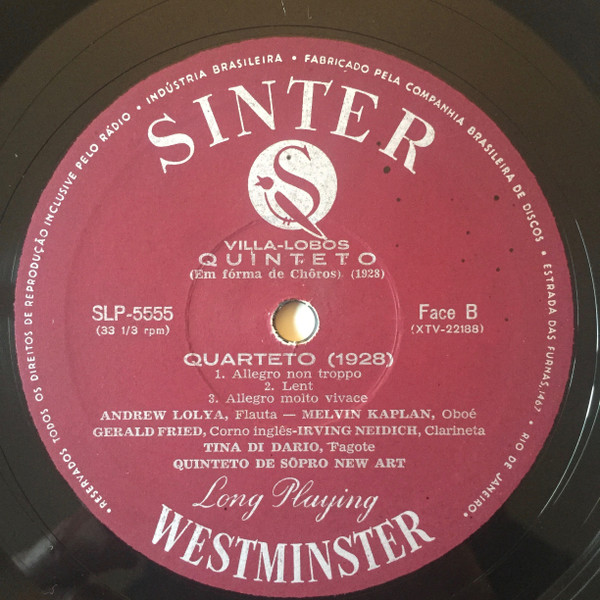 RESERVADOS TODOS OS DIREITOS DE REPRODUÇÃO INCLUSIVE PELO RÁDIO • INDÚSTRIA BRASILEIRA • FABRICADO PELA COMPANHIA BRASILEIRA DE DISCOS • ESTRADA DAS FURNAS, 1467 • RIO DE JANEIRO •
SINTER
S
VILLA-LOBOS
QUINTETO
(Em fórma de Chôros) (1928)
SLP-5555
(33 1/3 rpm)
Face B
(XTV-22188)
QUARTETO (1928)
1. Allegro non troppo
2. Lent
3. Allegro molto vivace
ANDREW LOLYA, Flauta — MELVIN KAPLAN, Oboé
GERALD FRIED, Corno inglês-IRVING NEIDICH, Clarineta
TINA DI DARIO, Fagote
QUINTETO DE SÔPRO NEW ART
Long Playing
WESTMINSTER